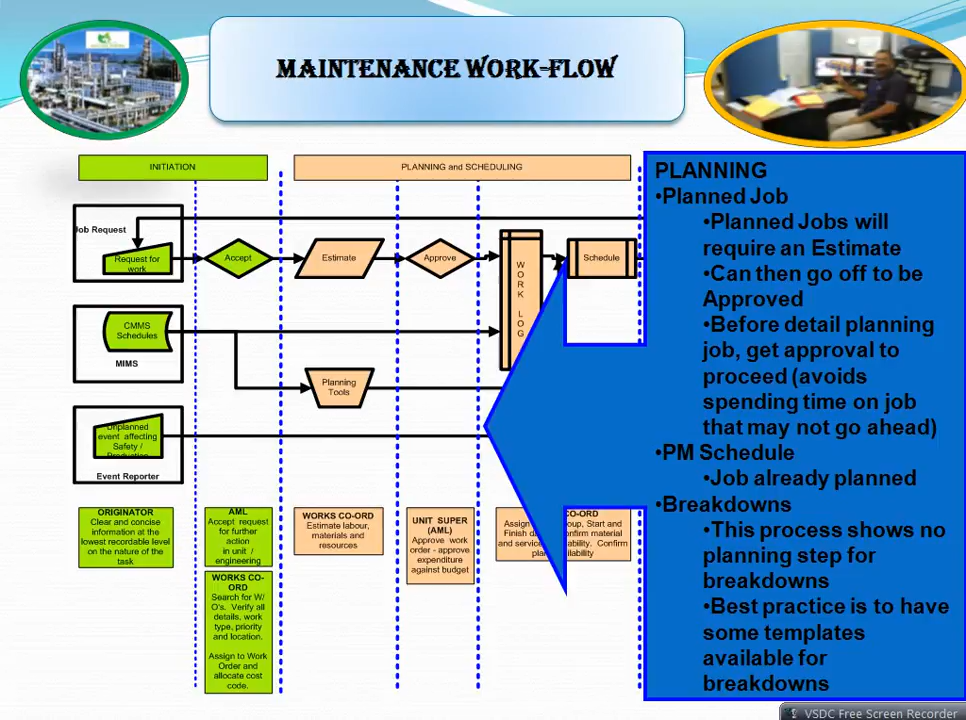 MAINTENANCE WORK-FLOW
INITIATION
PLANNING and SCHEDULING
Job Request
Request for
work
Accept
Estimate
Approve
WORK LOG
Schedule
CMMS
Schedules
MIMS
Planning
Tools
Unplanned
event affecting
Safety /
Production
Event Reporter
ORIGINATOR
Clear and concise
information at the
lowest recordable level
on the nature of the
task
AML
Accept request
for further
action
in unit /
engineering
WORKS CO-
ORD
Search for W/
O's. Verify all
details, work
type, priority
and location.
Assign to Work
Order and
allocate cost
code.
WORKS CO-ORD
Estimate labour,
materials and
resources
UNIT SUPER
(AML)
Approve work
order - approve
expenditure
against budget
CO-ORD
Assign oup, Start and
Finish d onfirm material
and service ability. Confirm
plan ailability
PLANNING
•Planned Job
•Planned Jobs will
require an Estimate
•Can then go off to be
Approved
•Before detail planning
job, get approval to
proceed (avoids
spending time on job
that may not go ahead)
•PM Schedule
•Job already planned
•Breakdowns
•This process shows no
planning step for
breakdowns
•Best practice is to have
some templates
available for
breakdowns
VSDC Free Screen Recorder